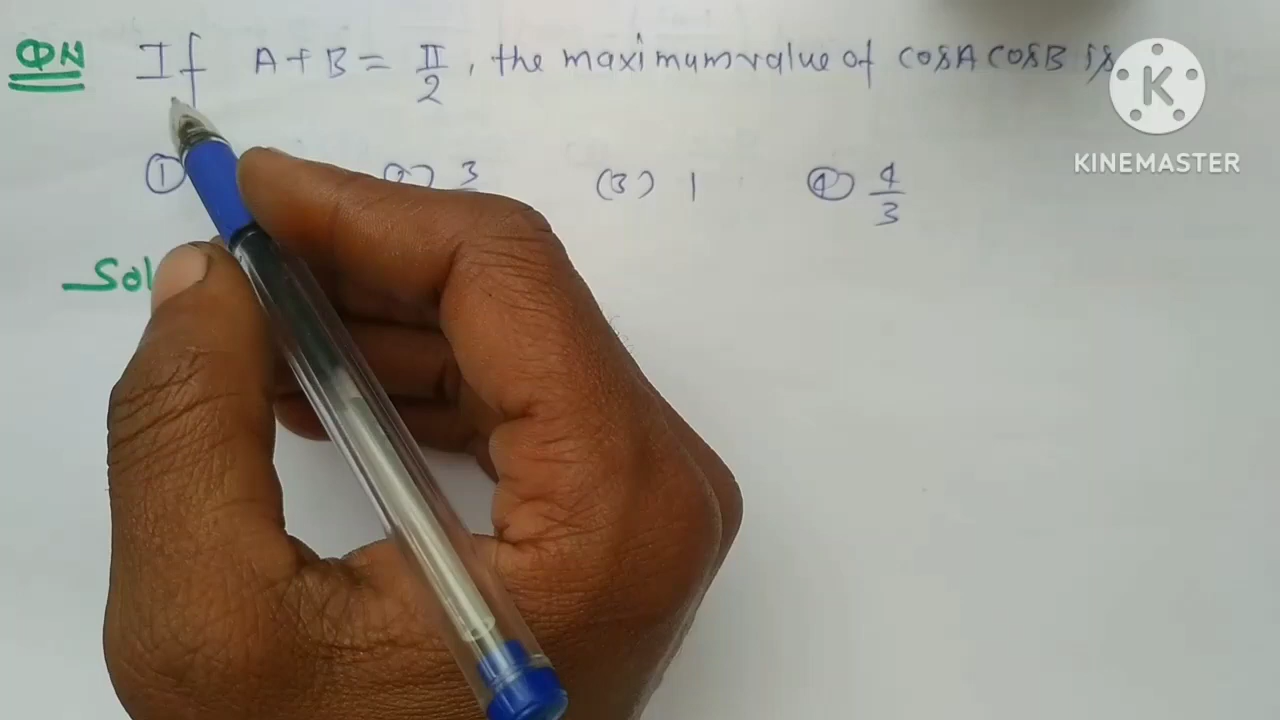 QN If A+B = π/2, the maximum value of cosA cosB is
K
KINEMASTER
① (2) 3 (3) 1 ④ 4/3
Sol